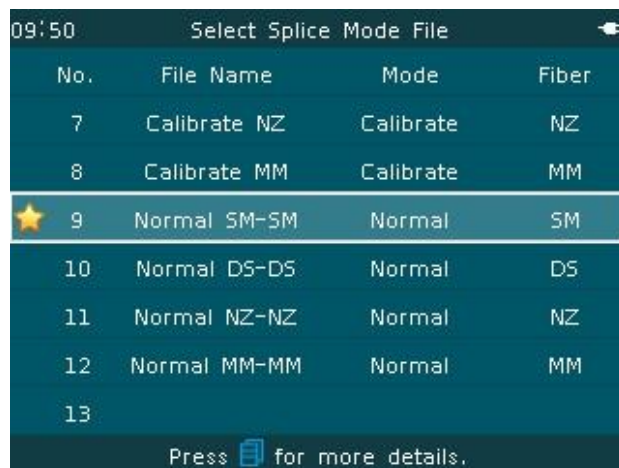 09:50 Select Splice Mode File
No. File Name Mode Fiber
7 Calibrate NZ Calibrate NZ
8 Calibrate MM Calibrate MM
9 Normal SM-SM Normal SM
10 Normal DS-DS Normal DS
11 Normal NZ-NZ Normal NZ
12 Normal MM-MM Normal MM
13
Press for more details.